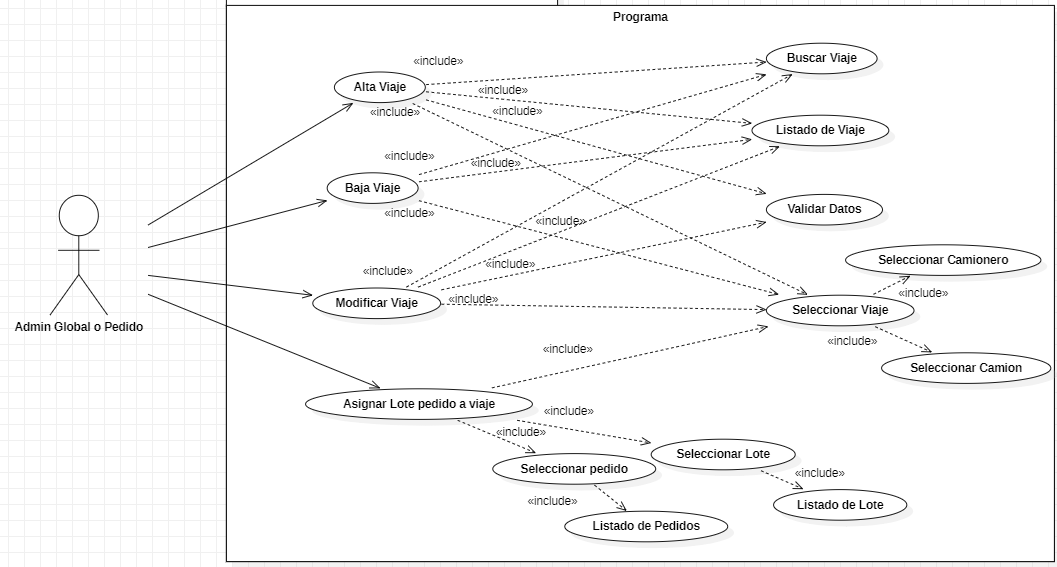 Programa
«include»
Buscar Viaje
Alta Viaje
«include»
«include»
«include»
Listado de Viaje
«include»
«include»
Baja Viaje
«include»
Validar Datos
«include»
Seleccionar Camionero
«include»
«include»
«include»
Modificar Viaje
«include»
Seleccionar Viaje
Admin Global o Pedido
«include»
«include»
Seleccionar Camion
Asignar Lote pedido a viaje
«include»
«include»
Seleccionar Lote
Seleccionar pedido
«include»
«include»
Listado de Lote
Listado de Pedidos